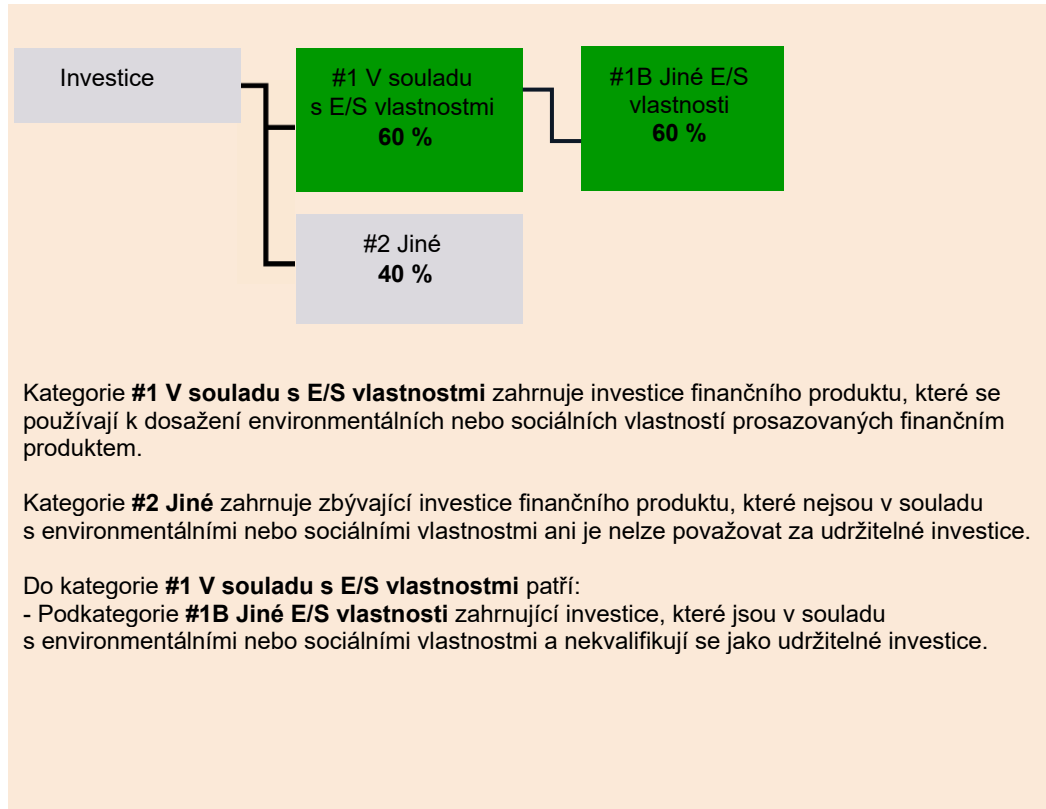 Investice
#1 V souladu
s E/S vlastnostmi
60 %
#1B Jiné E/S
vlastnosti
60 %
#2 Jiné
40 %
Kategorie #1 V souladu s E/S vlastnostmi zahrnuje investice finančního produktu, které se
používají k dosažení environmentálních nebo sociálních vlastností prosazovaných finančním
produktem.
Kategorie #2 Jiné zahrnuje zbývající investice finančního produktu, které nejsou v souladu
s environmentálními nebo sociálními vlastnostmi ani je nelze považovat za udržitelné investice.
Do kategorie #1 V souladu s E/S vlastnostmi patří:
- Podkategorie #1B Jiné E/S vlastnosti zahrnující investice, které jsou v souladu
s environmentálními nebo sociálními vlastnostmi a nekvalifikují se jako udržitelné investice.